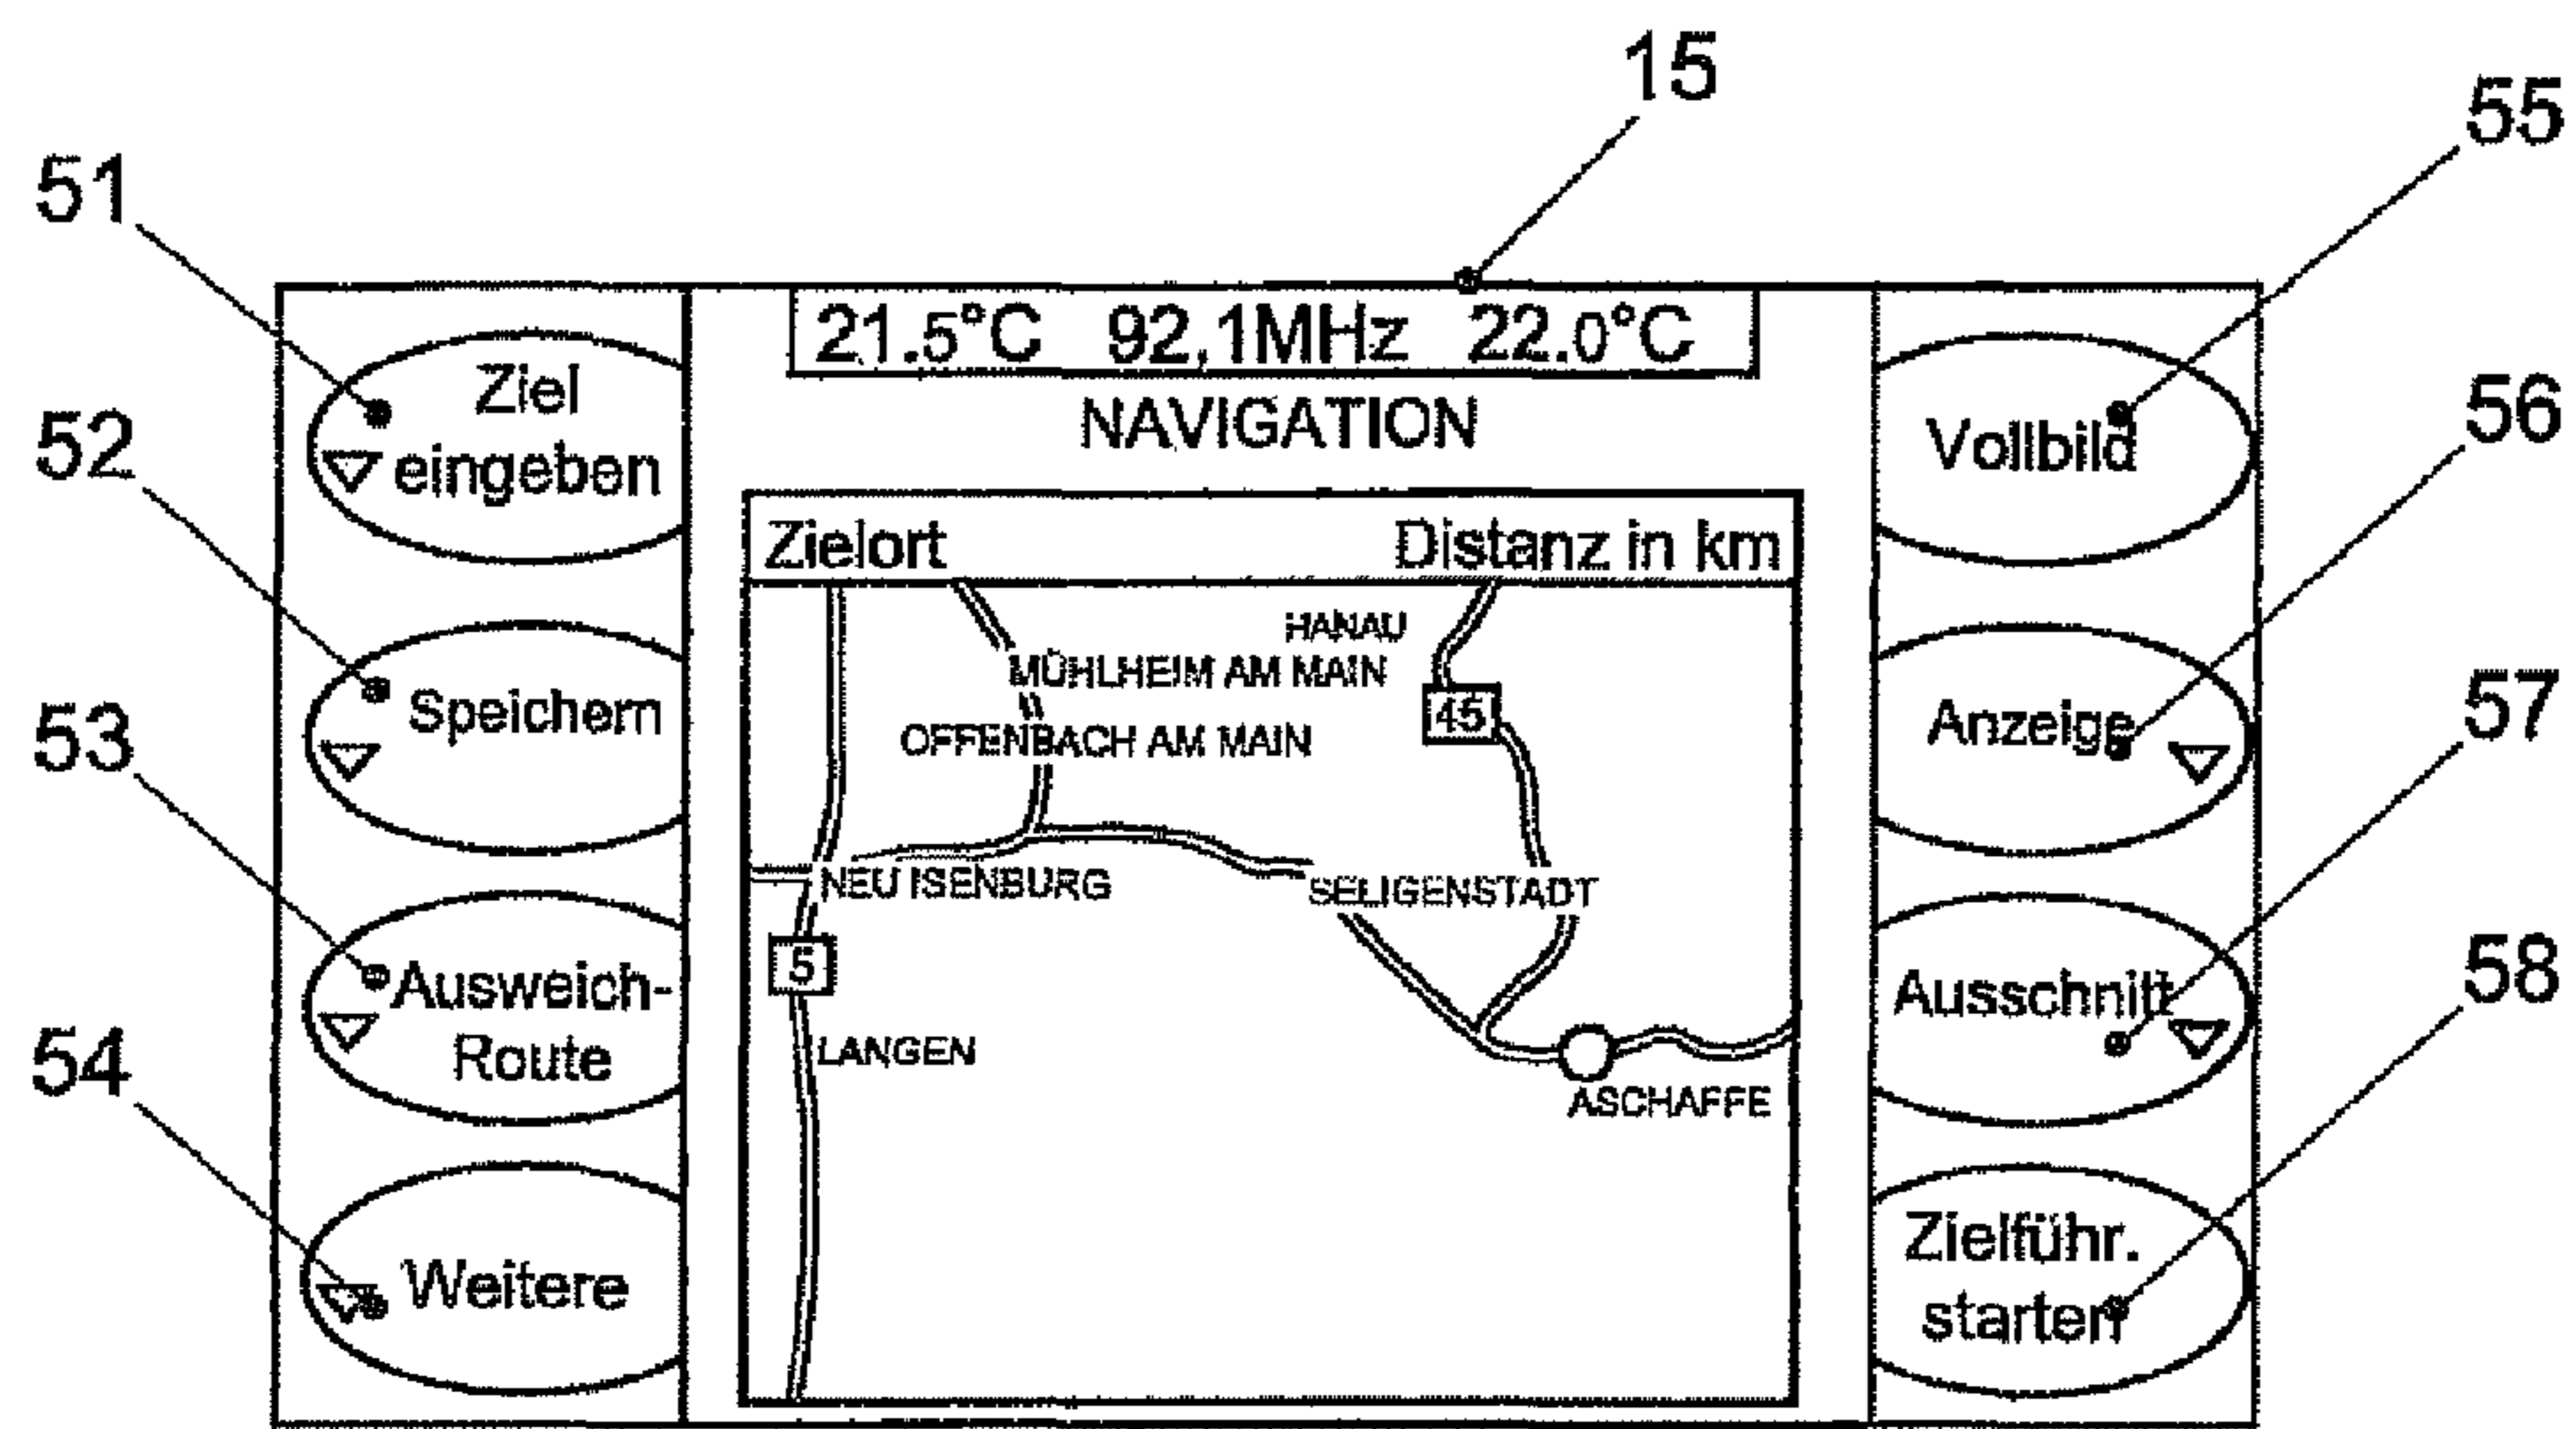 15
55
51
21.5°C 92,1MHz 22.0°C
Ziel
eingeben
NAVIGATION
Vollbild
56
52
Zielort Distanz in km
HANAU
MÜHLHEIM AM MAIN
45
OFFENBACH AM MAIN
Speichern
Anzeige
57
53
NEU ISENBURG
SELIGENSTADT
5
LANGEN
ASCHAFFE
Ausweich-
Route
Ausschnitt
58
54
Weitere
Zielführ.
starten